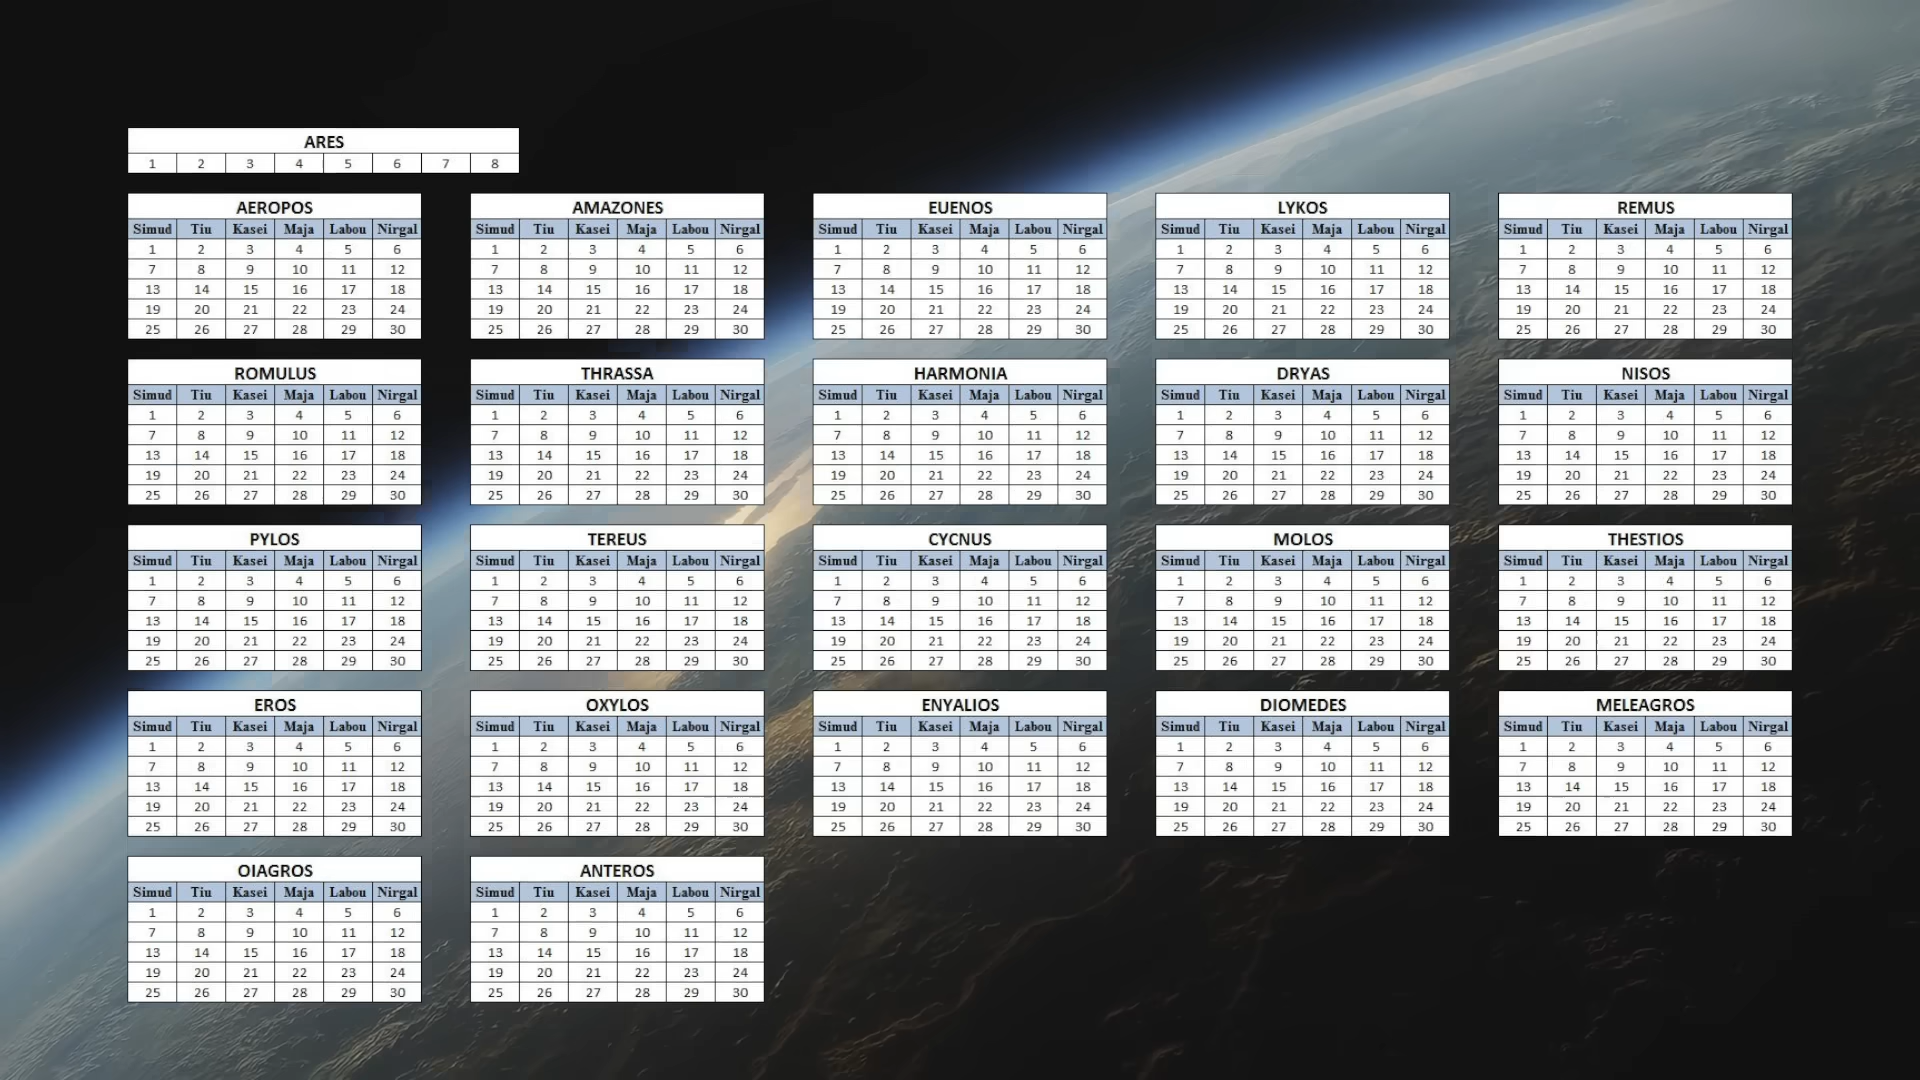 ARES
1 2 3 4 5 6 7 8
AEROPOS
Simud Tiu Kasei Maja Labou Nirgal
1 2 3 4 5 6
7 8 9 10 11 12
13 14 15 16 17 18
19 20 21 22 23 24
25 26 27 28 29 30
AMAZONES
Simud Tiu Kasei Maja Labou Nirgal
1 2 3 4 5 6
7 8 9 10 11 12
13 14 15 16 17 18
19 20 21 22 23 24
25 26 27 28 29 30
EUENOS
Simud Tiu Kasei Maja Labou Nirgal
1 2 3 4 5 6
7 8 9 10 11 12
13 14 15 16 17 18
19 20 21 22 23 24
25 26 27 28 29 30
LYKOS
Simud Tiu Kasei Maja Labou Nirgal
1 2 3 4 5 6
7 8 9 10 11 12
13 14 15 16 17 18
19 20 21 22 23 24
25 26 27 28 29 30
REMUS
Simud Tiu Kasei Maja Labou Nirgal
1 2 3 4 5 6
7 8 9 10 11 12
13 14 15 16 17 18
19 20 21 22 23 24
25 26 27 28 29 30
ROMULUS
Simud Tiu Kasei Maja Labou Nirgal
1 2 3 4 5 6
7 8 9 10 11 12
13 14 15 16 17 18
19 20 21 22 23 24
25 26 27 28 29 30
THRASSA
Simud Tiu Kasei Maja Labou Nirgal
1 2 3 4 5 6
7 8 9 10 11 12
13 14 15 16 17 18
19 20 21 22 23 24
25 26 27 28 29 30
HARMONIA
Simud Tiu Kasei Maja Labou Nirgal
1 2 3 4 5 6
7 8 9 10 11 12
13 14 15 16 17 18
19 20 21 22 23 24
25 26 27 28 29 30
DRYAS
Simud Tiu Kasei Maja Labou Nirgal
1 2 3 4 5 6
7 8 9 10 11 12
13 14 15 16 17 18
19 20 21 22 23 24
25 26 27 28 29 30
NISOS
Simud Tiu Kasei Maja Labou Nirgal
1 2 3 4 5 6
7 8 9 10 11 12
13 14 15 16 17 18
19 20 21 22 23 24
25 26 27 28 29 30
PYLOS
Simud Tiu Kasei Maja Labou Nirgal
1 2 3 4 5 6
7 8 9 10 11 12
13 14 15 16 17 18
19 20 21 22 23 24
25 26 27 28 29 30
TEREUS
Simud Tiu Kasei Maja Labou Nirgal
1 2 3 4 5 6
7 8 9 10 11 12
13 14 15 16 17 18
19 20 21 22 23 24
25 26 27 28 29 30
CYCNUS
Simud Tiu Kasei Maja Labou Nirgal
1 2 3 4 5 6
7 8 9 10 11 12
13 14 15 16 17 18
19 20 21 22 23 24
25 26 27 28 29 30
MOLOS
Simud Tiu Kasei Maja Labou Nirgal
1 2 3 4 5 6
7 8 9 10 11 12
13 14 15 16 17 18
19 20 21 22 23 24
25 26 27 28 29 30
THESTIOS
Simud Tiu Kasei Maja Labou Nirgal
1 2 3 4 5 6
7 8 9 10 11 12
13 14 15 16 17 18
19 20 21 22 23 24
25 26 27 28 29 30
EROS
Simud Tiu Kasei Maja Labou Nirgal
1 2 3 4 5 6
7 8 9 10 11 12
13 14 15 16 17 18
19 20 21 22 23 24
25 26 27 28 29 30
OXYLOS
Simud Tiu Kasei Maja Labou Nirgal
1 2 3 4 5 6
7 8 9 10 11 12
13 14 15 16 17 18
19 20 21 22 23 24
25 26 27 28 29 30
ENYALIOS
Simud Tiu Kasei Maja Labou Nirgal
1 2 3 4 5 6
7 8 9 10 11 12
13 14 15 16 17 18
19 20 21 22 23 24
25 26 27 28 29 30
DIOMEDES
Simud Tiu Kasei Maja Labou Nirgal
1 2 3 4 5 6
7 8 9 10 11 12
13 14 15 16 17 18
19 20 21 22 23 24
25 26 27 28 29 30
MELEAGROS
Simud Tiu Kasei Maja Labou Nirgal
1 2 3 4 5 6
7 8 9 10 11 12
13 14 15 16 17 18
19 20 21 22 23 24
25 26 27 28 29 30
OIAGROS
Simud Tiu Kasei Maja Labou Nirgal
1 2 3 4 5 6
7 8 9 10 11 12
13 14 15 16 17 18
19 20 21 22 23 24
25 26 27 28 29 30
ANTEROS
Simud Tiu Kasei Maja Labou Nirgal
1 2 3 4 5 6
7 8 9 10 11 12
13 14 15 16 17 18
19 20 21 22 23 24
25 26 27 28 29 30